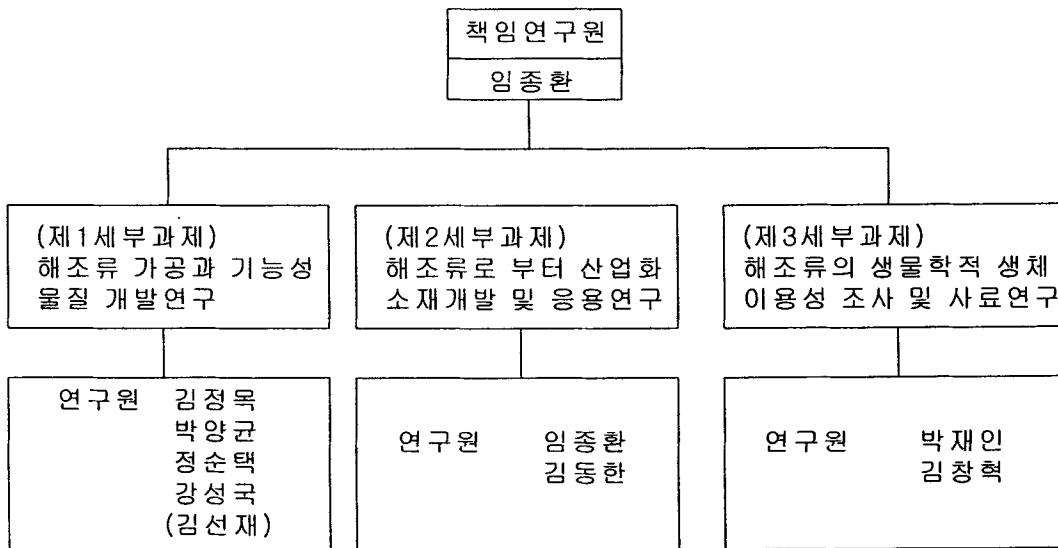 책임연구원
임종환
(제1세부과제)
해조류 가공과 기능성
물질 개발연구
(제2세부과제)
해조류로 부터 산업화
소재개발 및 응용연구
(제3세부과제)
해조류의 생물학적 생체
이용성 조사 및 사료연구
연구원 김정목
박양균
정순택
강성국
(김선재)
연구원 임종환
김동한
연구원 박재인
김창혁